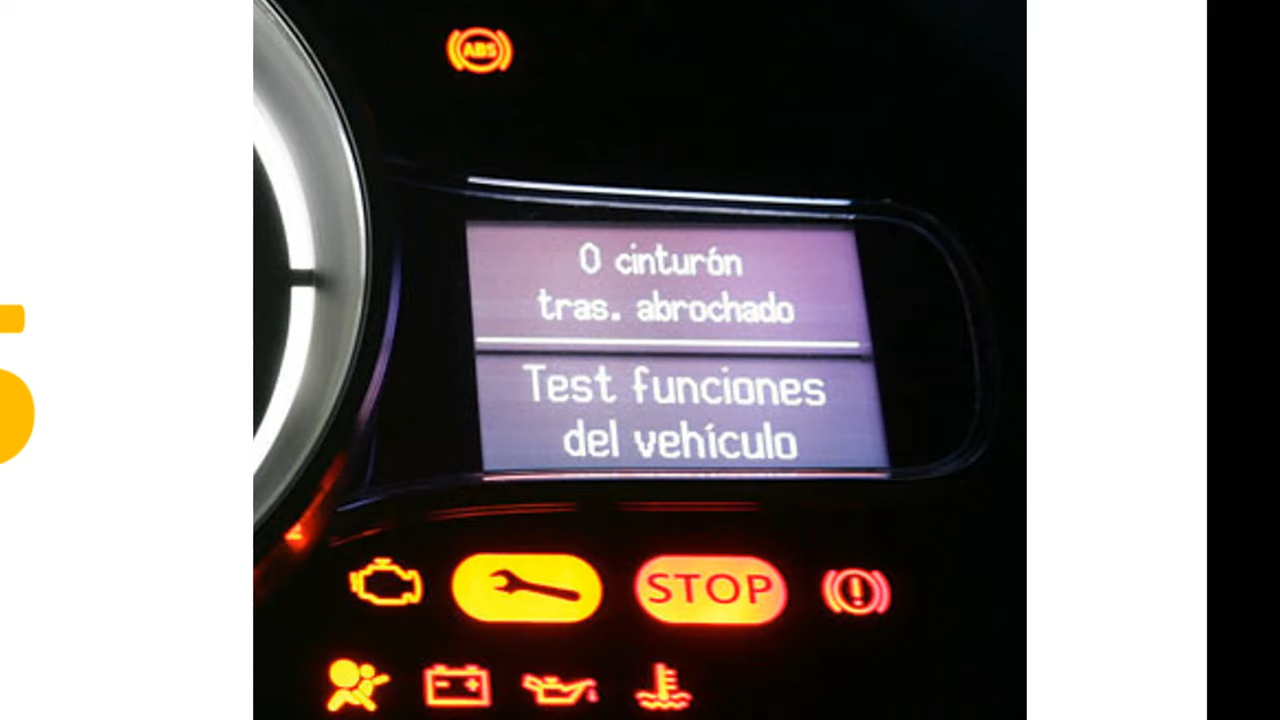 ABS
0 cinturón
tras. abrochado
Test funciones
del vehículo
STOP